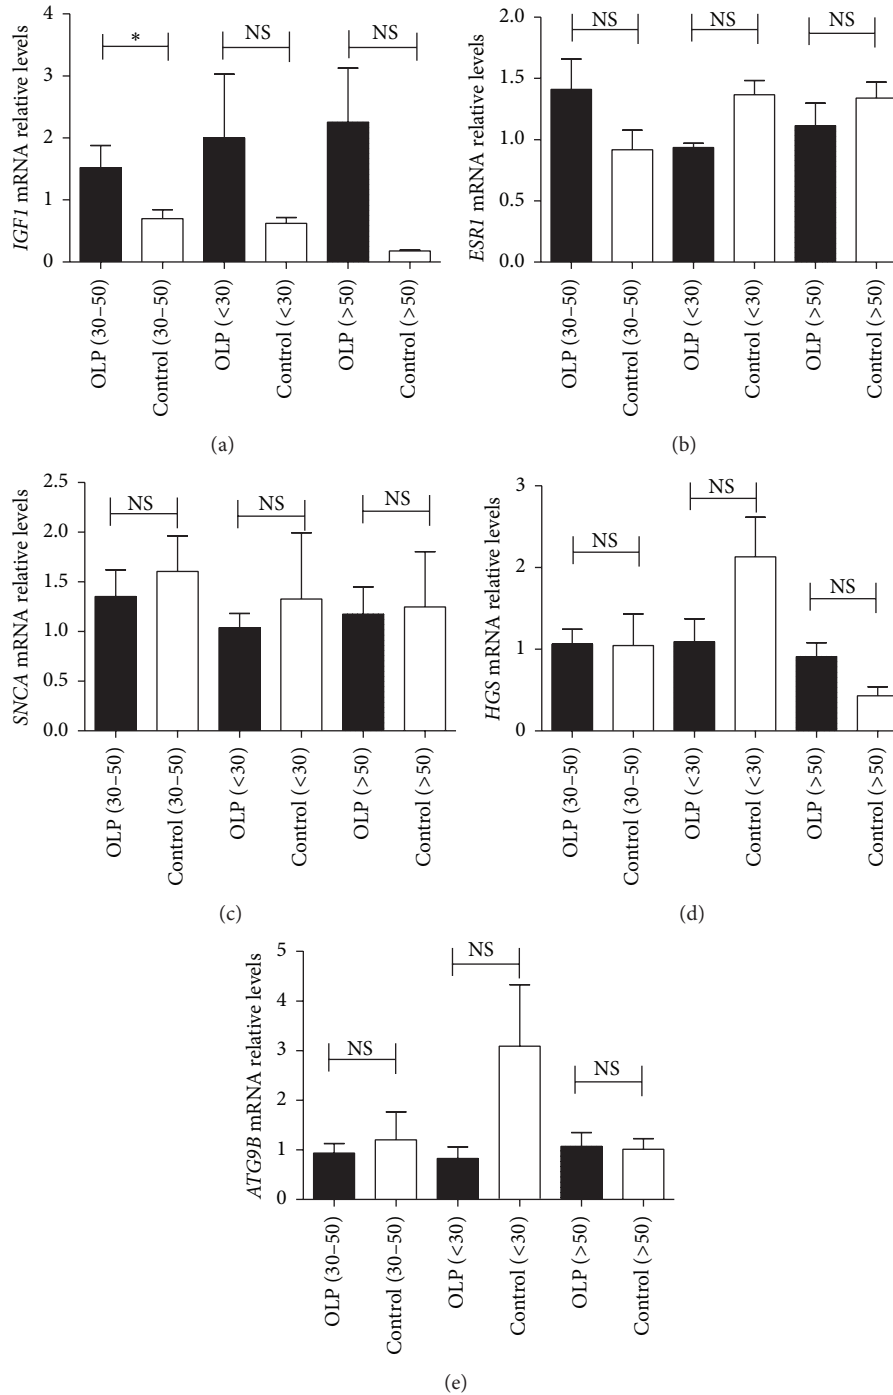 IGF1 mRNA relative levels
4
3
2
1
0
*
NS
NS
OLP (30–50)
Control (30–50)
OLP (<30)
Control (<30)
OLP (>50)
Control (>50)
(a)
ESR1 mRNA relative levels
2.0
1.5
1.0
0.5
0.0
NS
NS
NS
OLP (30–50)
Control (30–50)
OLP (<30)
Control (<30)
OLP (>50)
Control (>50)
(b)
SNCA mRNA relative levels
2.5
2.0
1.5
1.0
0.5
0.0
NS
NS
NS
OLP (30–50)
Control (30–50)
OLP (<30)
Control (<30)
OLP (>50)
Control (>50)
(c)
HGS mRNA relative levels
3
2
1
0
NS
NS
NS
OLP (30–50)
Control (30–50)
OLP (<30)
Control (<30)
OLP (>50)
Control (>50)
(d)
ATG9B mRNA relative levels
5
4
3
2
1
0
NS
NS
NS
OLP (30–50)
Control (30–50)
OLP (<30)
Control (<30)
OLP (>50)
Control (>50)
(e)